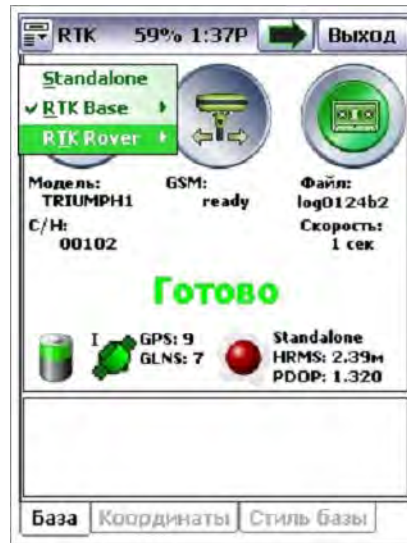 RTK 59% 1:37P Выход
Standalone
RTK Base
RTK Rover
Модель: TRIUMPH1
GSM: ready
Файл: log0124b2
С/Н: 00102
Скорость: 1 сек
Готово
I GPS: 9
GLNS: 7
Standalone
HRMS: 2.39м
PDOP: 1.320
База Координаты Стиль базы